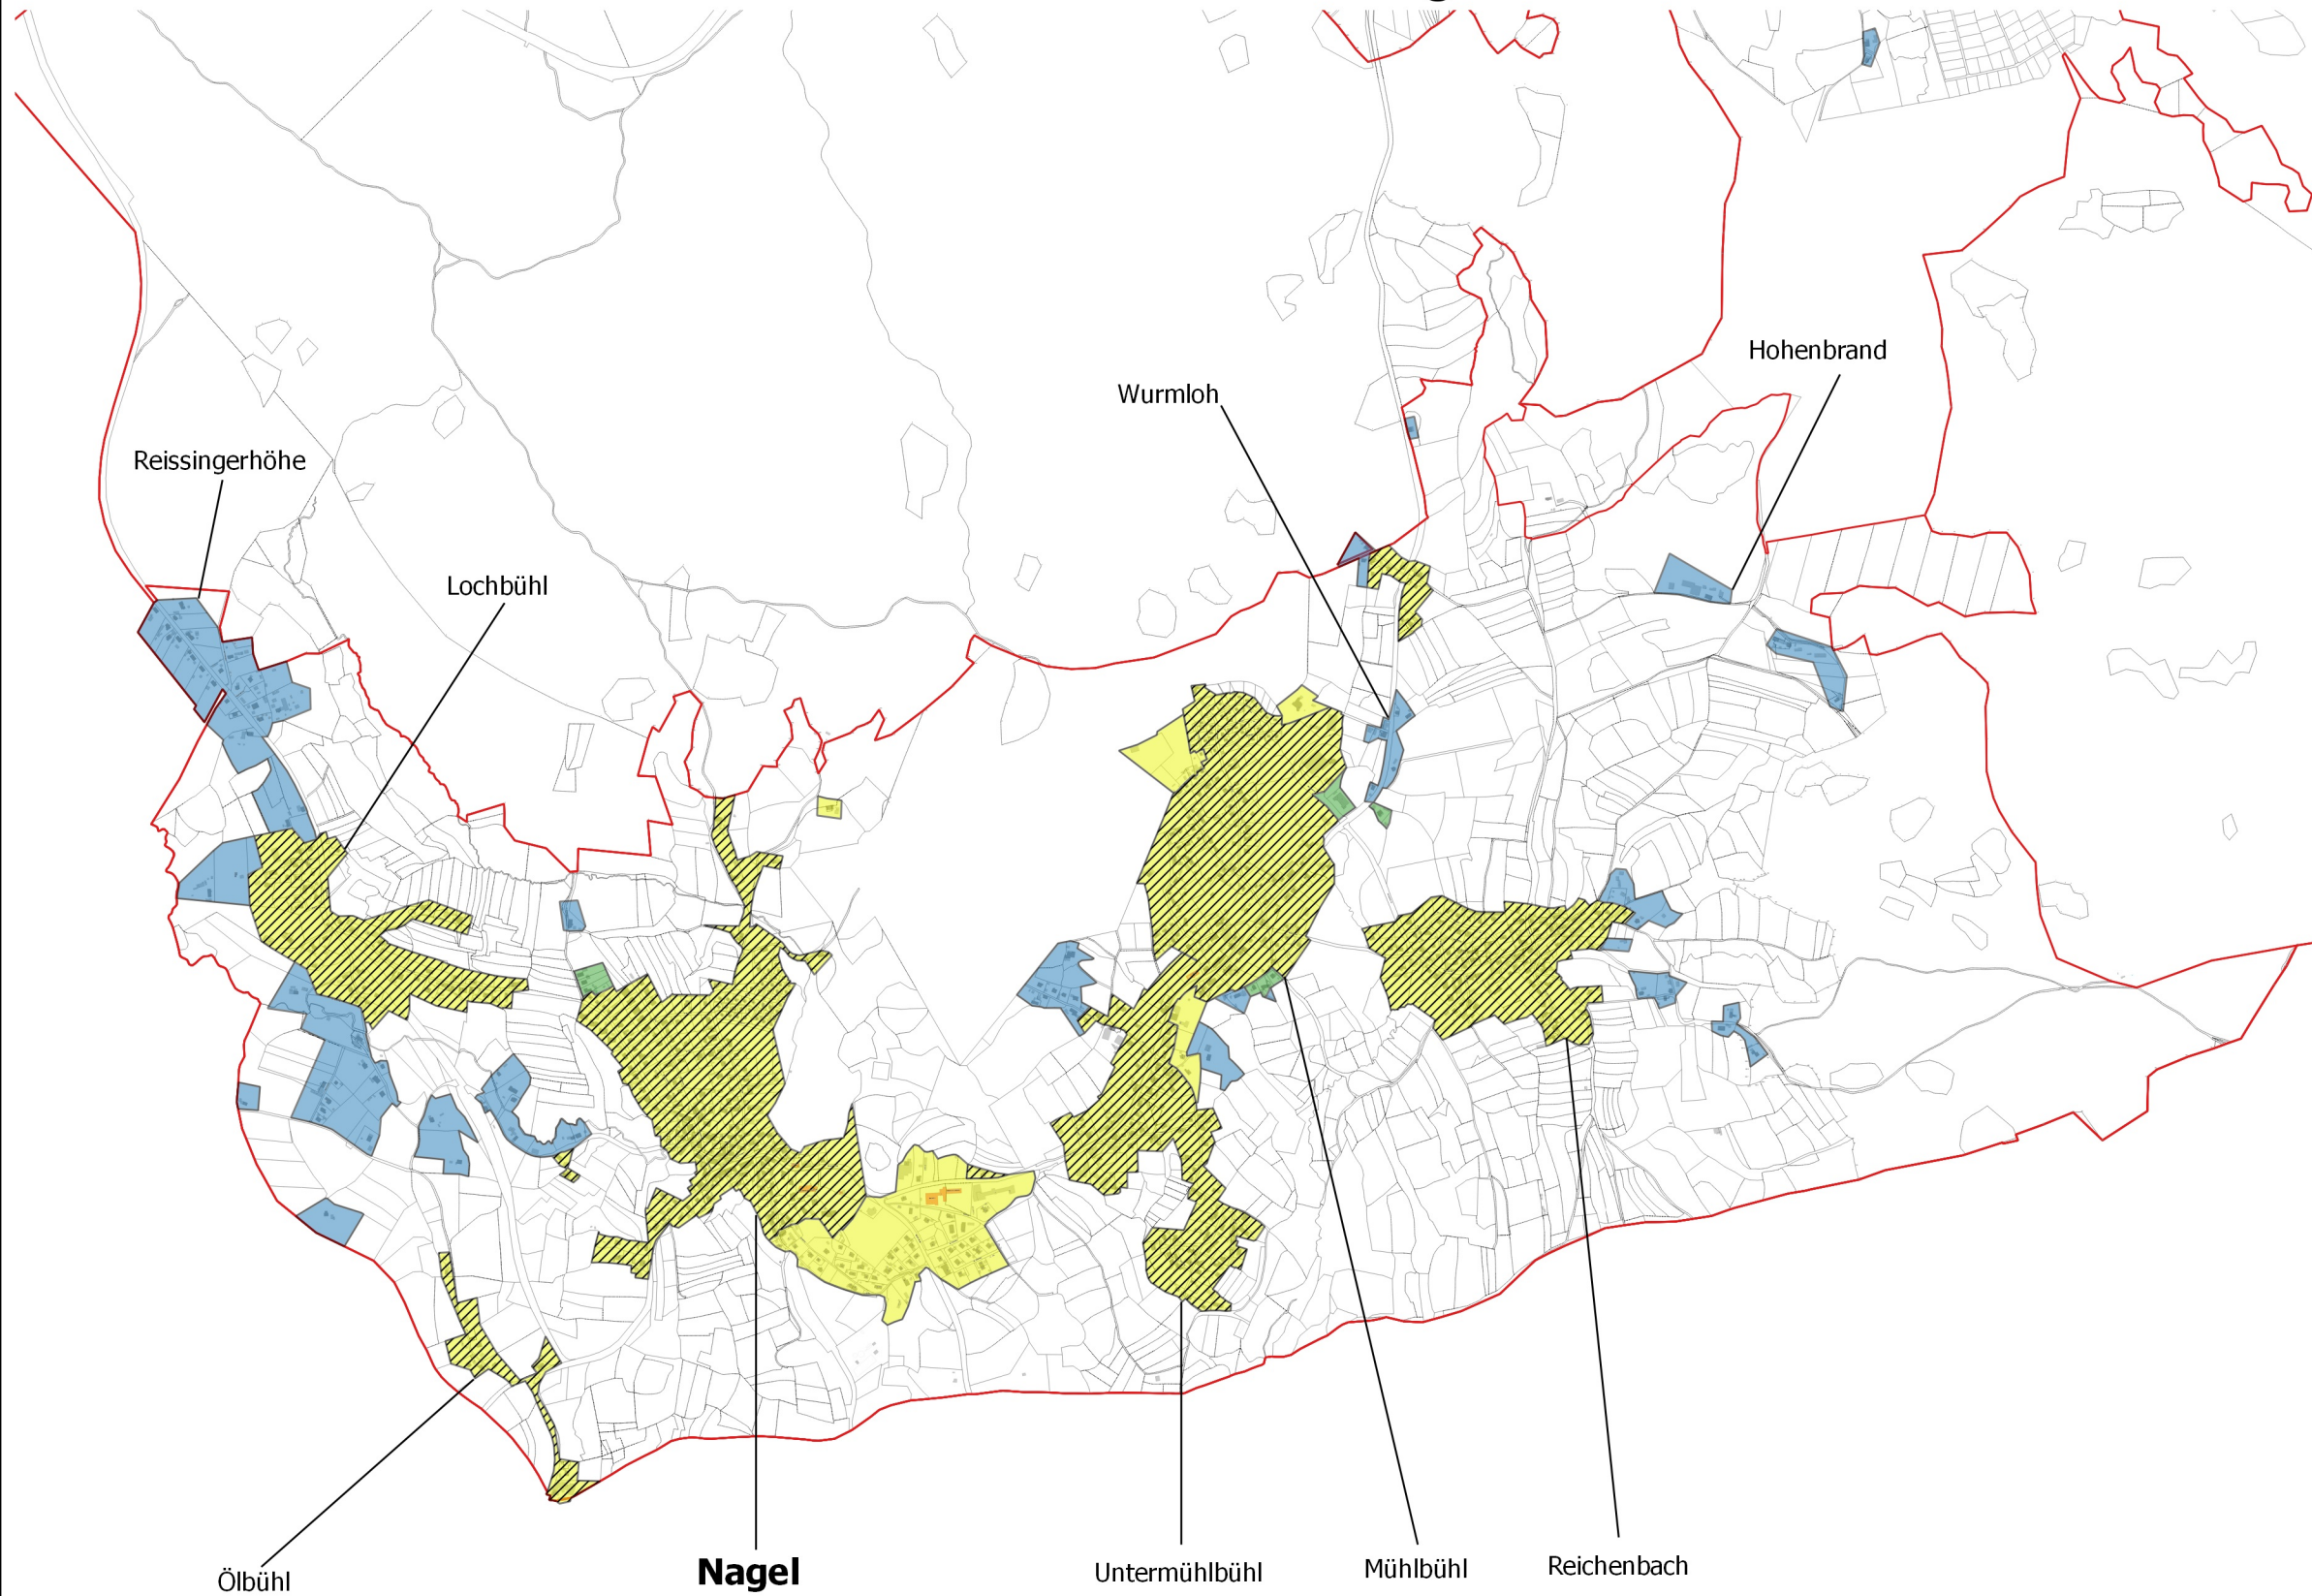 Hohenbrand
Wurmloh
Reissingerhöhe
Lochbühl
Ölbühl
Nagel
Untermühlbühl
Mühlbühl
Reichenbach